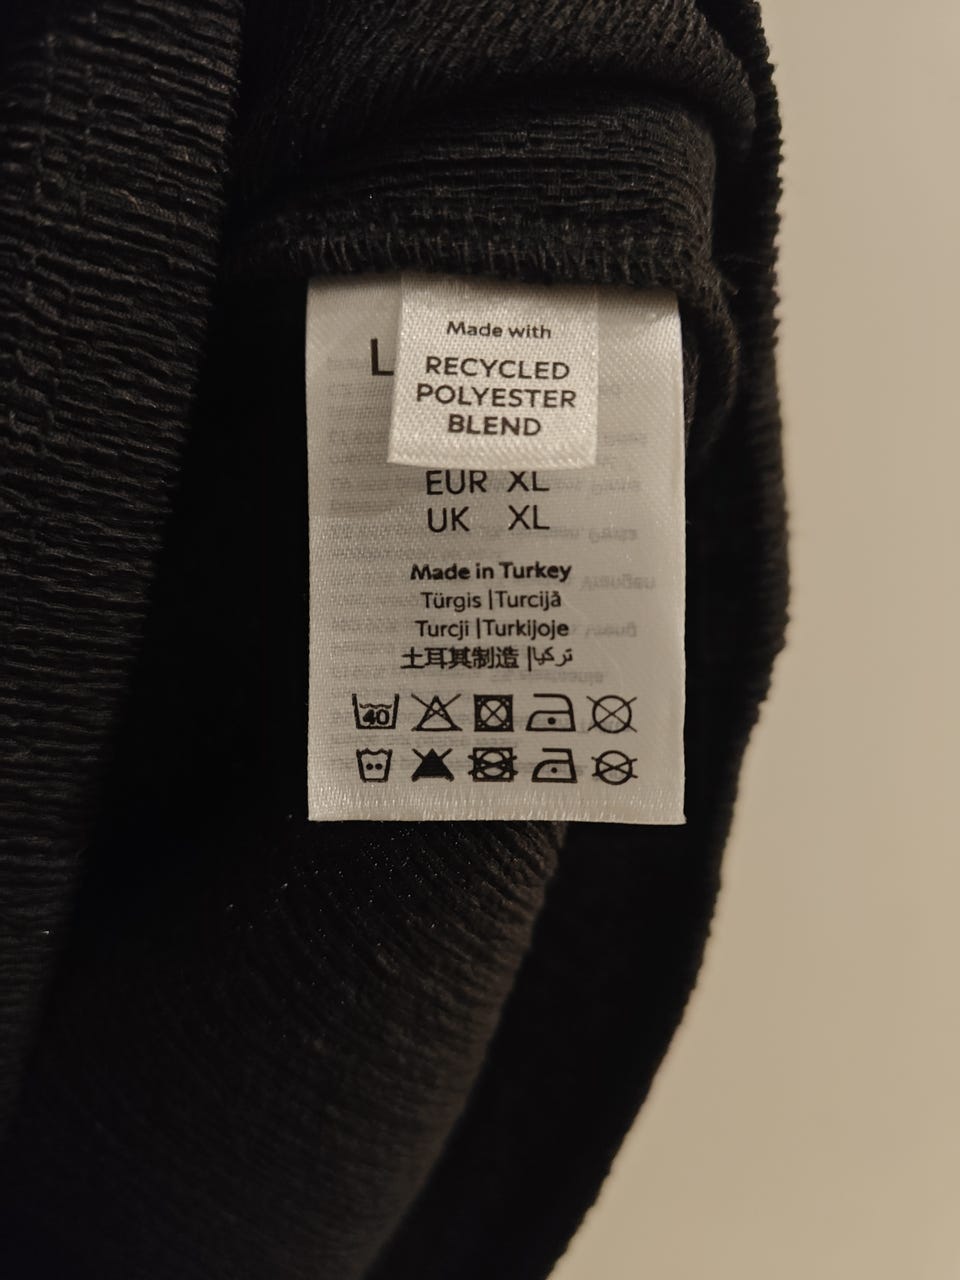 Made with
RECYCLED
POLYESTER
BLEND
L
EUR XL
UK XL
Made in Turkey
Türgis |Turcijā
Turcji |Turkijoje
土耳其制造 |تركيا
40